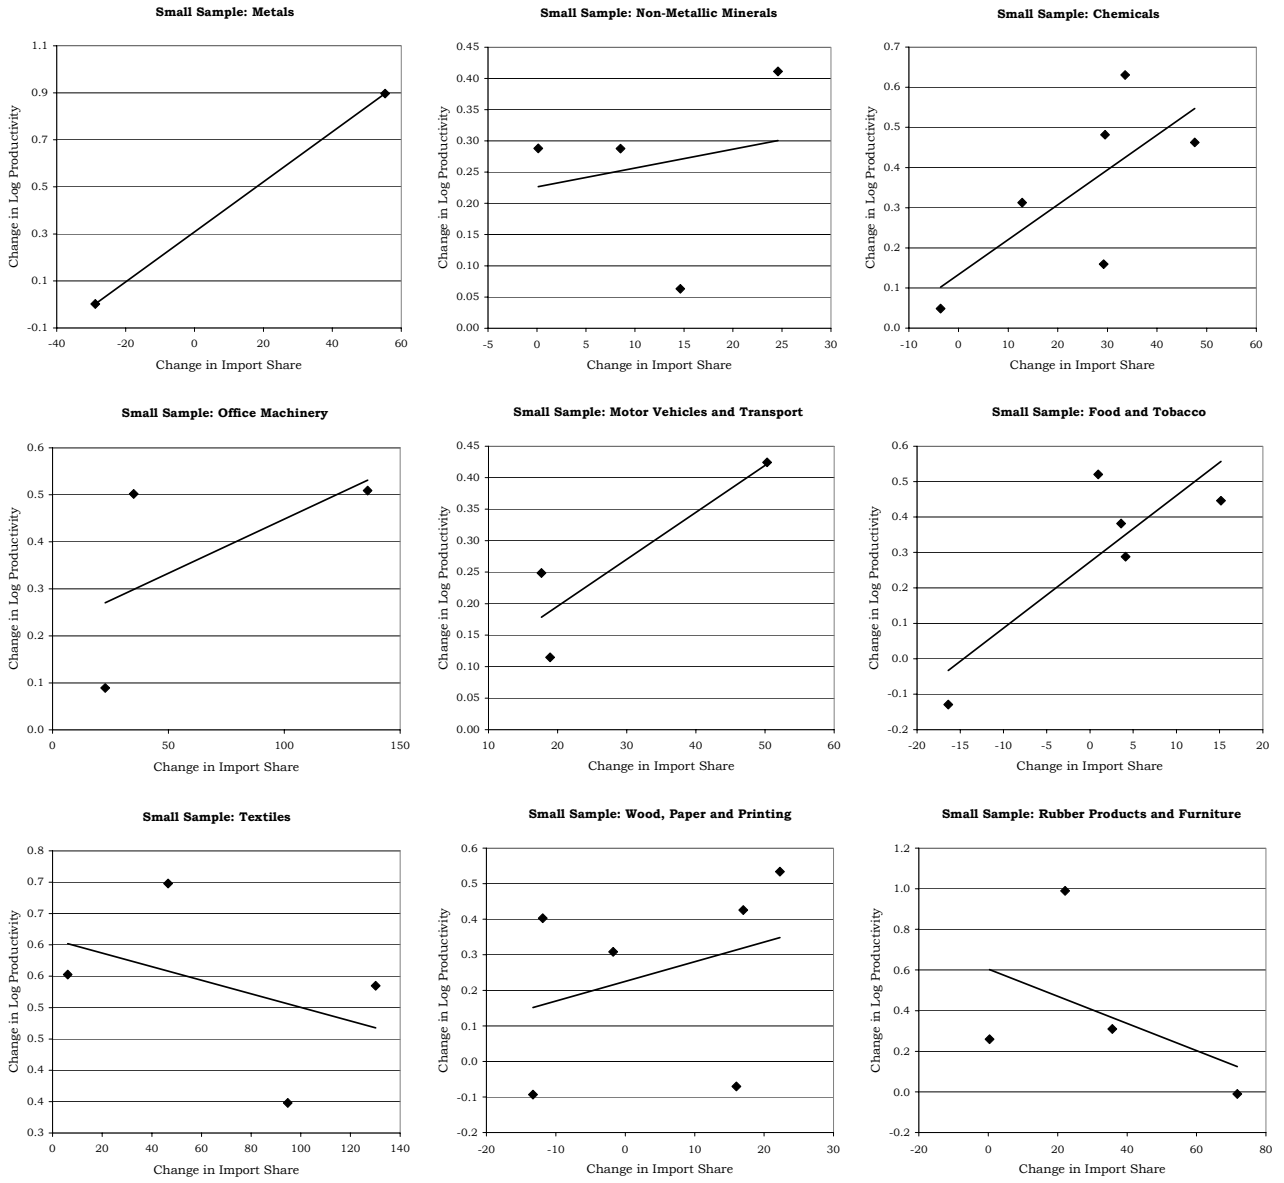 Small Sample: Metals
Change in Log Productivity
1.1
0.9
0.7
0.5
0.3
0.1
-0.1
-40 -20 0 20 40 60
Change in Import Share
Small Sample: Non-Metallic Minerals
Change in Log Productivity
0.45
0.40
0.35
0.30
0.25
0.20
0.15
0.10
0.05
0.00
-5 0 5 10 15 20 25 30
Change in Import Share
Small Sample: Chemicals
Change in Log Productivity
0.7
0.6
0.5
0.4
0.3
0.2
0.1
0.0
-10 0 10 20 30 40 50 60
Change in Import Share
Small Sample: Office Machinery
Change in Log Productivity
0.6
0.5
0.4
0.3
0.2
0.1
0.0
0 50 100 150
Change in Import Share
Small Sample: Motor Vehicles and Transport
Change in Log Productivity
0.45
0.40
0.35
0.30
0.25
0.20
0.15
0.10
0.05
0.00
10 20 30 40 50 60
Change in Import Share
Small Sample: Food and Tobacco
Change in Log Productivity
0.6
0.5
0.4
0.3
0.2
0.1
0.0
-0.1
-0.2
-20 -15 -10 -5 0 5 10 15 20
Change in Import Share
Small Sample: Textiles
Change in Log Productivity
0.8
0.7
0.7
0.6
0.6
0.5
0.5
0.4
0.4
0.3
0 20 40 60 80 100 120 140
Change in Import Share
Small Sample: Wood, Paper and Printing
Change in Log Productivity
0.6
0.5
0.4
0.3
0.2
0.1
0.0
-0.1
-0.2
-20 -10 0 10 20 30
Change in Import Share
Small Sample: Rubber Products and Furniture
Change in Log Productivity
1.2
1.0
0.8
0.6
0.4
0.2
0.0
-0.2
-20 0 20 40 60 80
Change in Import Share